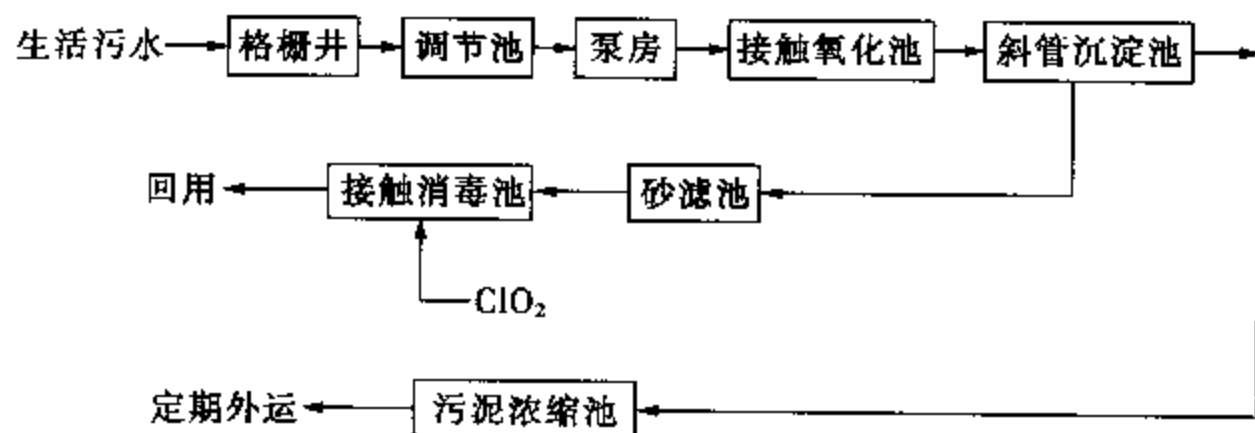 生活污水 格栅井 调节池 泵房 接触氧化池 斜管沉淀池
回用 接触消毒池 砂滤池
ClO₂
定期外运 污泥浓缩池